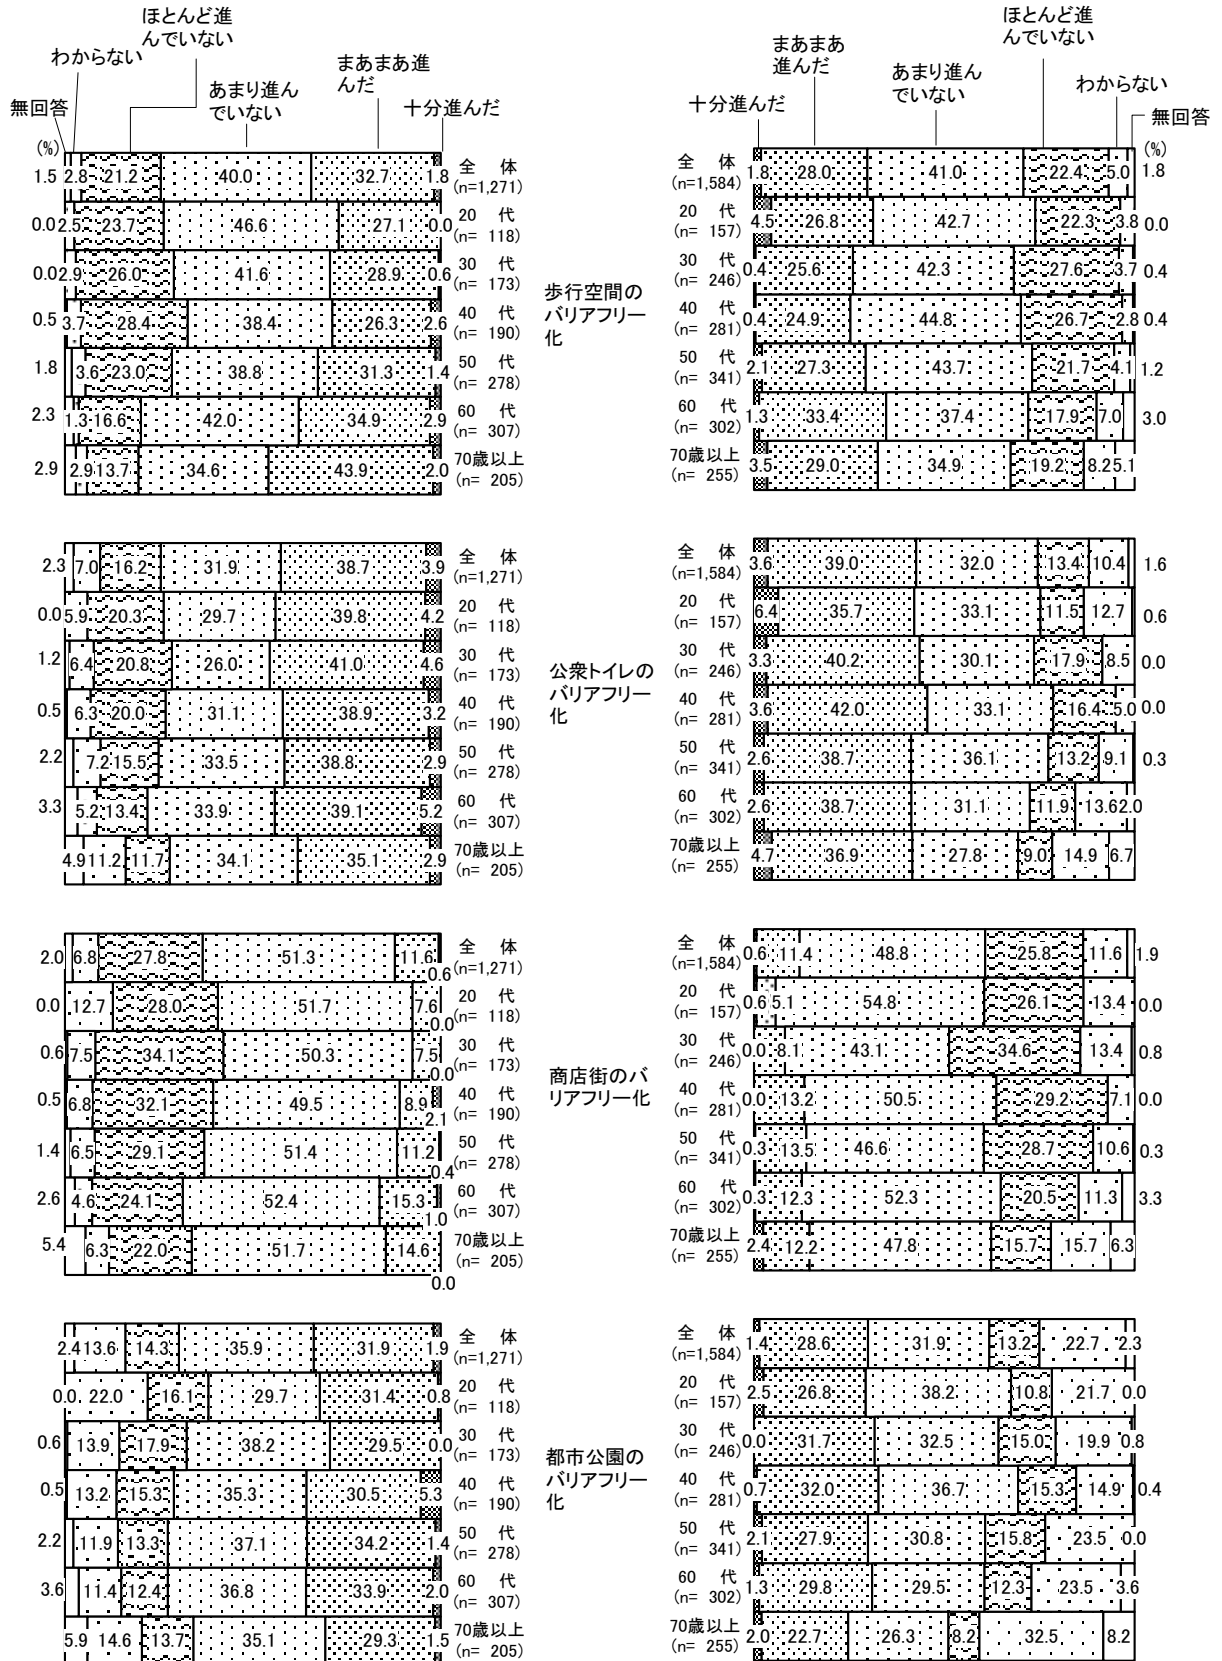 ほとんど進
んでいない
わからない
まあまあ進
んだ
あまり進ん
でいない
無回答
十分進んだ
ほとんど進
んでいない
まあまあ
進んだ
あまり進ん
でいない
わからない
十分進んだ
無回答
(%)
(%)
1.5 2.8 21.2 40.0 32.7 1.8 全 体 (n=1,271)
0.0 2.5 23.7 46.6 27.1 0.0 20 代 (n= 118)
0.0 2.9 26.0 41.6 28.9 0.6 30 代 (n= 173)
0.5 3.7 28.4 38.4 26.3 2.6 40 代 (n= 190)
1.8 3.6 23.0 38.8 31.3 1.4 50 代 (n= 278)
2.3 1.3 16.6 42.0 34.9 2.9 60 代 (n= 307)
2.9 2.9 13.7 34.6 43.9 2.0 70歳以上 (n= 205)
歩行空間の
バリアフリー
化
全 体 (n=1,584) 1.8 28.0 41.0 22.4 5.0 1.8
20 代 (n= 157) 4.5 26.8 42.7 22.3 3.8 0.0
30 代 (n= 246) 0.4 25.6 42.3 27.6 3.7 0.4
40 代 (n= 281) 0.4 24.9 44.8 26.7 2.8 0.4
50 代 (n= 341) 2.1 27.3 43.7 21.7 4.1 1.2
60 代 (n= 302) 1.3 33.4 37.4 17.9 7.0 3.0
70歳以上 (n= 255) 3.5 29.0 34.9 19.2 8.2 5.1
2.3 7.0 16.2 31.9 38.7 3.9 全 体 (n=1,271)
0.0 5.9 20.3 29.7 39.8 4.2 20 代 (n= 118)
1.2 6.4 20.8 26.0 41.0 4.6 30 代 (n= 173)
0.5 6.3 20.0 31.1 38.9 3.2 40 代 (n= 190)
2.2 7.2 15.5 33.5 38.8 2.9 50 代 (n= 278)
3.3 5.2 13.4 33.9 39.1 5.2 60 代 (n= 307)
4.9 11.2 11.7 34.1 35.1 2.9 70歳以上 (n= 205)
公衆トイレの
バリアフリー
化
全 体 (n=1,584) 3.6 39.0 32.0 13.4 10.4 1.6
20 代 (n= 157) 6.4 35.7 33.1 11.5 12.7 0.6
30 代 (n= 246) 3.3 40.2 30.1 17.9 8.5 0.0
40 代 (n= 281) 3.6 42.0 33.1 16.4 5.0 0.0
50 代 (n= 341) 2.6 38.7 36.1 13.2 9.1 0.3
60 代 (n= 302) 2.6 38.7 31.1 11.9 13.6 2.0
70歳以上 (n= 255) 4.7 36.9 27.8 9.0 14.9 6.7
2.0 6.8 27.8 51.3 11.6 0.6 全 体 (n=1,271)
0.0 12.7 28.0 51.7 7.6 0.0 20 代 (n= 118)
0.6 7.5 34.1 50.3 7.5 0.0 30 代 (n= 173)
0.5 6.8 32.1 49.5 8.9 2.1 40 代 (n= 190)
1.4 6.5 29.1 51.4 11.2 0.4 50 代 (n= 278)
2.6 4.6 24.1 52.4 15.3 1.0 60 代 (n= 307)
5.4 6.3 22.0 51.7 14.6 0.0 70歳以上 (n= 205)
商店街のバ
リアフリー化
全 体 (n=1,584) 0.6 11.4 48.8 25.8 11.6 1.9
20 代 (n= 157) 0.6 5.1 54.8 26.1 13.4 0.0
30 代 (n= 246) 0.0 8.1 43.1 34.6 13.4 0.8
40 代 (n= 281) 0.0 13.2 50.5 29.2 7.1 0.0
50 代 (n= 341) 0.3 13.5 46.6 28.7 10.6 0.3
60 代 (n= 302) 0.3 12.3 52.3 20.5 11.3 3.3
70歳以上 (n= 255) 2.4 12.2 47.8 15.7 15.7 6.3
2.4 13.6 14.3 35.9 31.9 1.9 全 体 (n=1,271)
0.0 22.0 16.1 29.7 31.4 0.8 20 代 (n= 118)
0.6 13.9 17.9 38.2 29.5 0.0 30 代 (n= 173)
0.5 13.2 15.3 35.3 30.5 5.3 40 代 (n= 190)
2.2 11.9 13.3 37.1 34.2 1.4 50 代 (n= 278)
3.6 11.4 12.4 36.8 33.9 2.0 60 代 (n= 307)
5.9 14.6 13.7 35.1 29.3 1.5 70歳以上 (n= 205)
都市公園の
バリアフリー
化
全 体 (n=1,584) 1.4 28.6 31.9 13.2 22.7 2.3
20 代 (n= 157) 2.5 26.8 38.2 10.8 21.7 0.0
30 代 (n= 246) 0.0 31.7 32.5 15.0 19.9 0.8
40 代 (n= 281) 0.7 32.0 36.7 15.3 14.9 0.4
50 代 (n= 341) 2.1 27.9 30.8 15.8 23.5 0.0
60 代 (n= 302) 1.3 29.8 29.5 12.3 23.5 3.6
70歳以上 (n= 255) 2.0 22.7 26.3 8.2 32.5 8.2